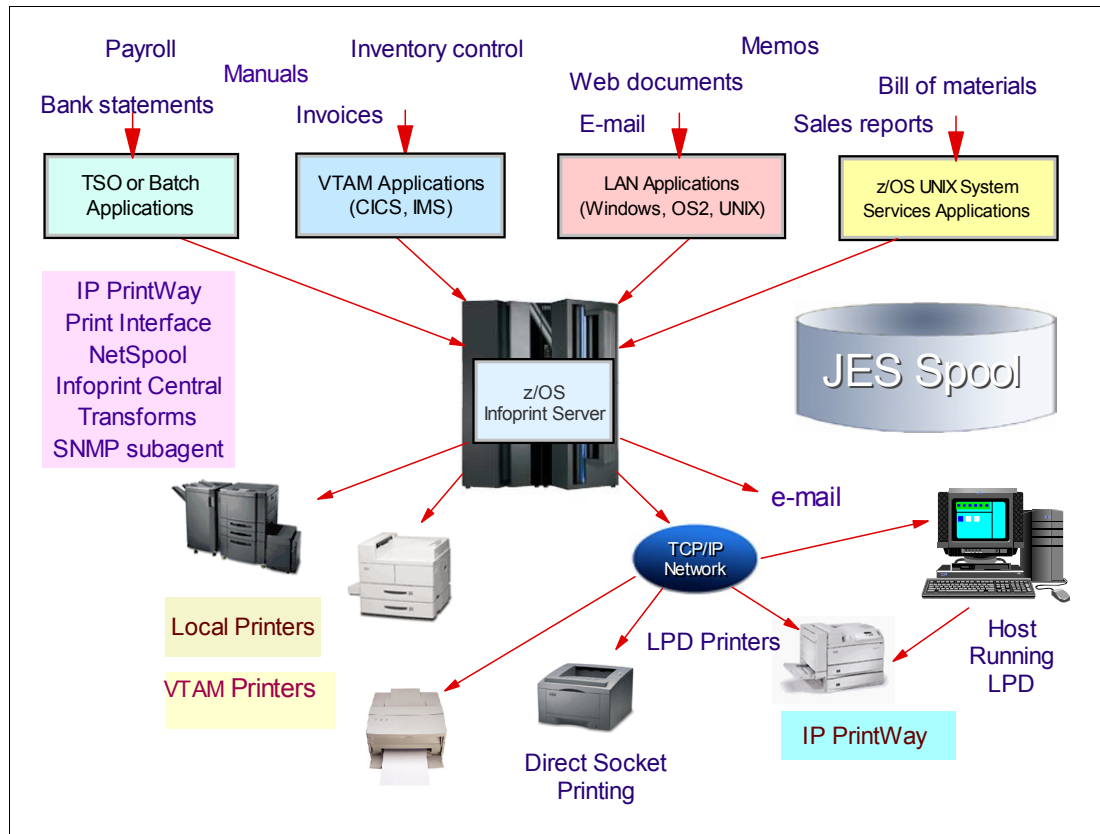 Payroll
Inventory control
Memos
Manuals
Web documents
Bill of materials
Bank statements
Invoices
E-mail
Sales reports
TSO or Batch
Applications
VTAM Applications
(CICS, IMS)
LAN Applications
(Windows, OS2, UNIX)
z/OS UNIX System
Services Applications
IP PrintWay
Print Interface
NetSpool
Infoprint Central
Transforms
SNMP subagent
z/OS
Infoprint Server
JES Spool
e-mail
TCP/IP
Network
Local Printers
LPD Printers
Host
Running
LPD
VTAM Printers
IP PrintWay
Direct Socket
Printing